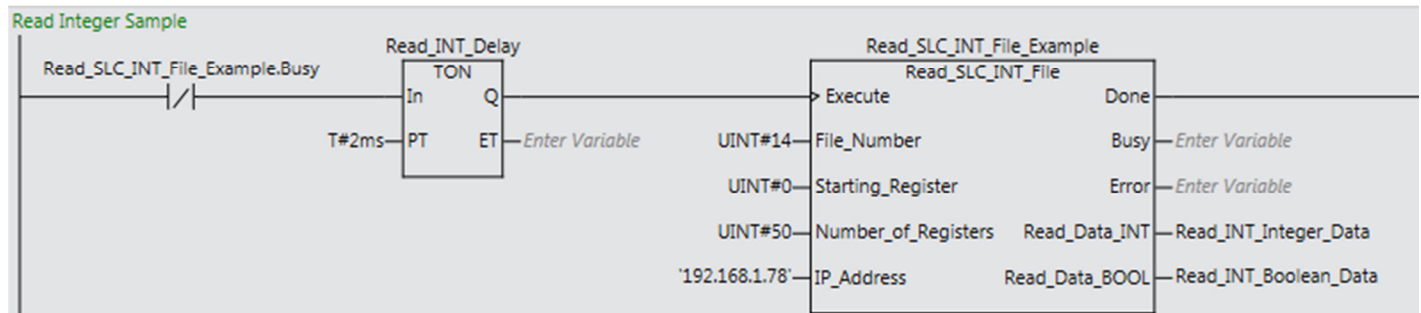 Read Integer Sample
Read_INT_Delay Read_SLC_INT_File_Example
Read_SLC_INT_File_Example.Busy TON Read_SLC_INT_File
In Q Execute Done
T#2ms PT ET Enter Variable UINT#14 File_Number Busy Enter Variable
UINT#0 Starting_Register Error Enter Variable
UINT#50 Number_of_Registers Read_Data_INT Read_INT_Integer_Data
'192.168.1.78' IP_Address Read_Data_BOOL Read_INT_Boolean_Data